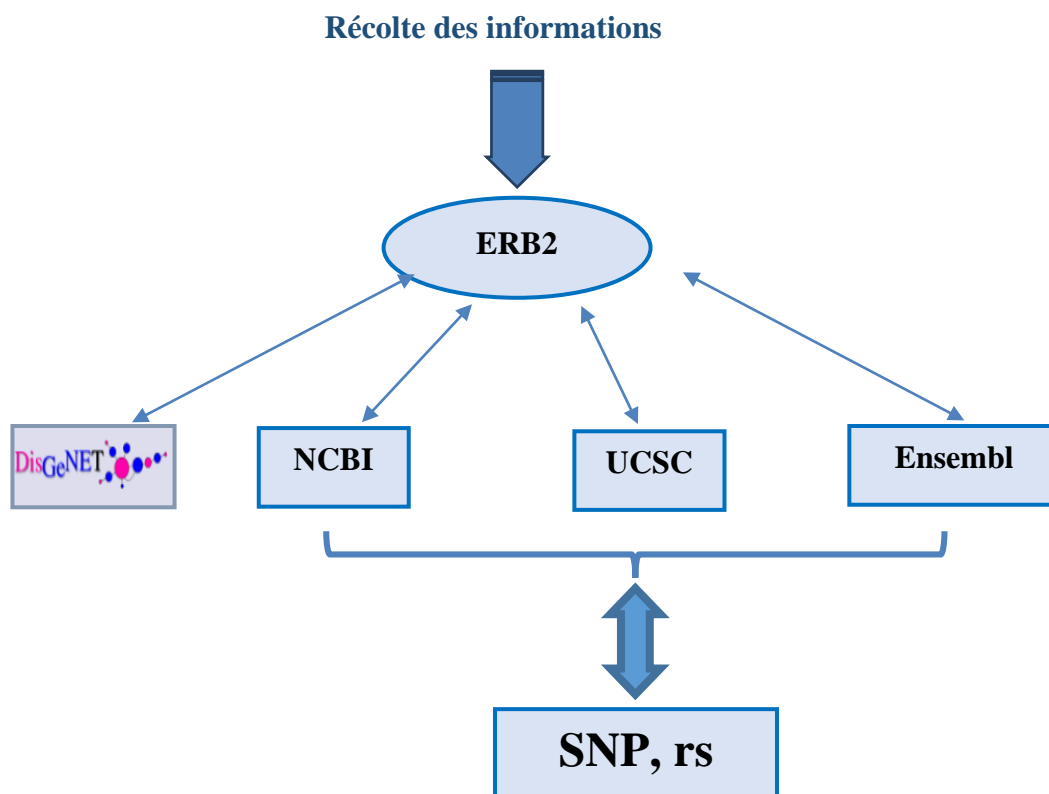 Récolte des informations
ERB2
DisGeNET
NCBI
UCSC
Ensembl
SNP, rs